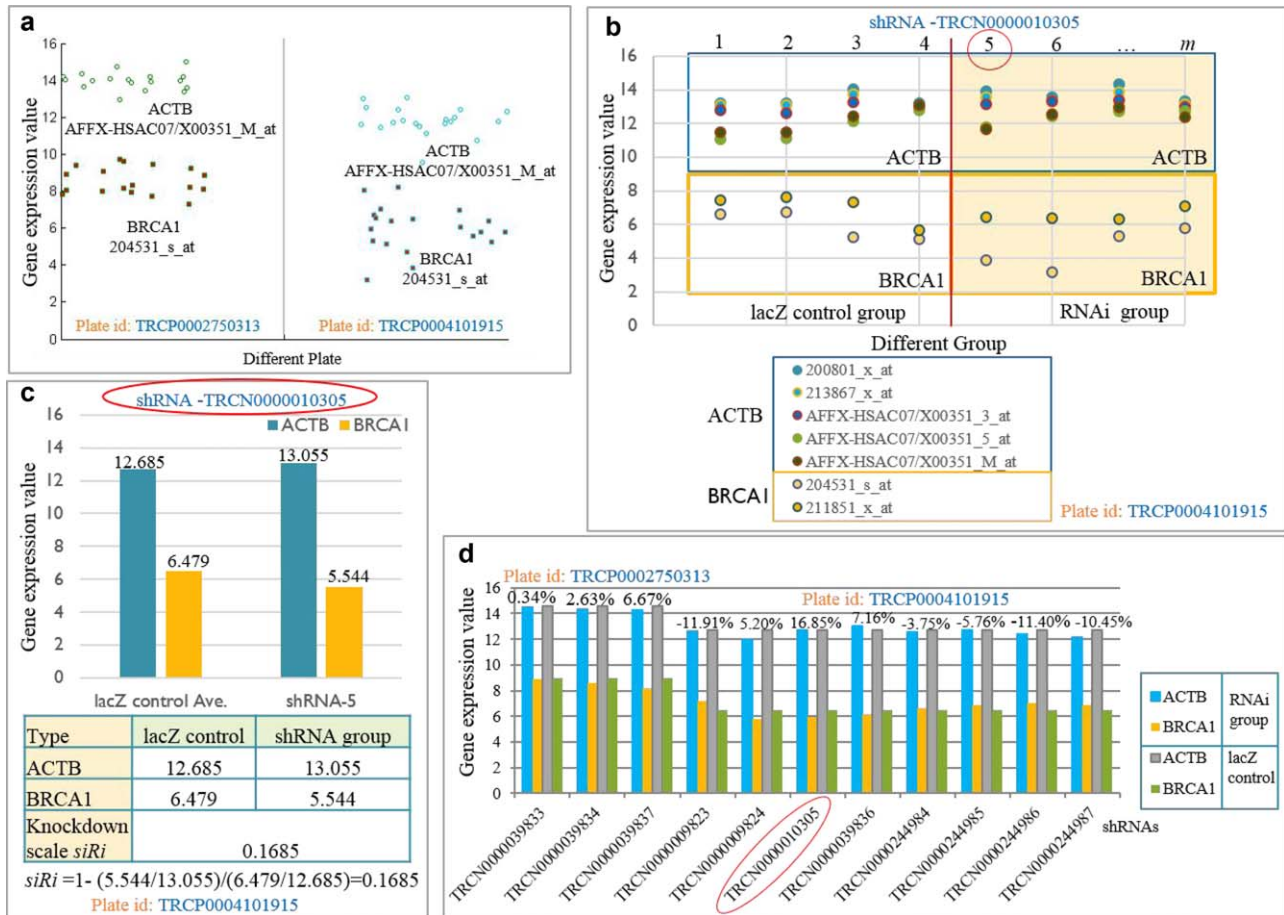 a
Gene expression value
16
14
12
10
8
6
4
2
0
ACTB
AFFX-HSAC07/X00351_M_at
BRCA1
204531_s_at
Plate id: TRCP0002750313
ACTB
AFFX-HSAC07/X00351_M_at
BRCA1
204531_s_at
Plate id: TRCP0004101915
Different Plate
b
shRNA -TRCN0000010305
1 2 3 4 5 6 ... m
Gene expression value
16
14
12
10
8
6
4
2
0
ACTB
ACTB
BRCA1
BRCA1
lacZ control group
RNAi group
Different Group
ACTB
200801_x_at
213867_x_at
AFFX-HSAC07/X00351_3_at
AFFX-HSAC07/X00351_5_at
AFFX-HSAC07/X00351_M_at
BRCA1
204531_s_at
211851_x_at
Plate id: TRCP0004101915
c
shRNA -TRCN0000010305
ACTB BRCA1
Gene expression value
16
14
12
10
8
6
4
2
0
12.685
6.479
13.055
5.544
lacZ control Ave. shRNA-5
Type lacZ control shRNA group
ACTB 12.685 13.055
BRCA1 6.479 5.544
Knockdown
scale siRi 0.1685
siRi =1- (5.544/13.055)/(6.479/12.685)=0.1685
Plate id: TRCP0004101915
d
Plate id: TRCP0002750313
Plate id: TRCP0004101915
Gene expression value
16
14
12
10
8
6
4
2
0
0.34% 2.63% 6.67% -11.91% 5.20% 16.85% 7.16% -3.75% -5.76% -11.40% -10.45%
TRCN0000039833
TRCN0000039834
TRCN0000039837
TRCN0000009823
TRCN0000009824
TRCN0000010305
TRCN0000039836
TRCN0000244984
TRCN0000244985
TRCN0000244986
TRCN0000244987
shRNAs
ACTB
BRCA1
RNAi
group
ACTB
BRCA1
lacZ
control